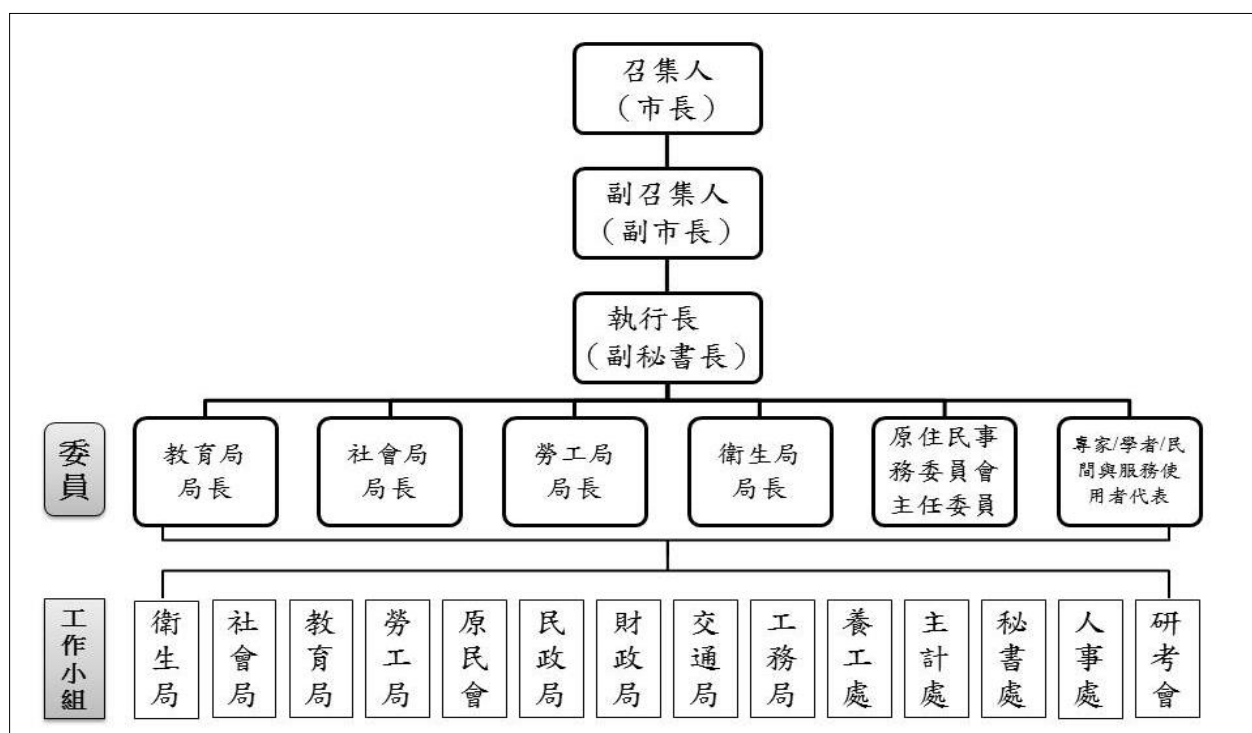 召集人
（市長）
副召集人
（副市長）
執行長
（副秘書長）
委員
教育局
局長
社會局
局長
勞工局
局長
衛生局
局長
原住民事
務委員會
主任委員
專家/學者/民
間與服務使
用者代表
工作小組
衛生局
社會局
教育局
勞工局
原民會
民政局
財政局
交通局
工務局
養工處
主計處
秘書處
人事處
研考會